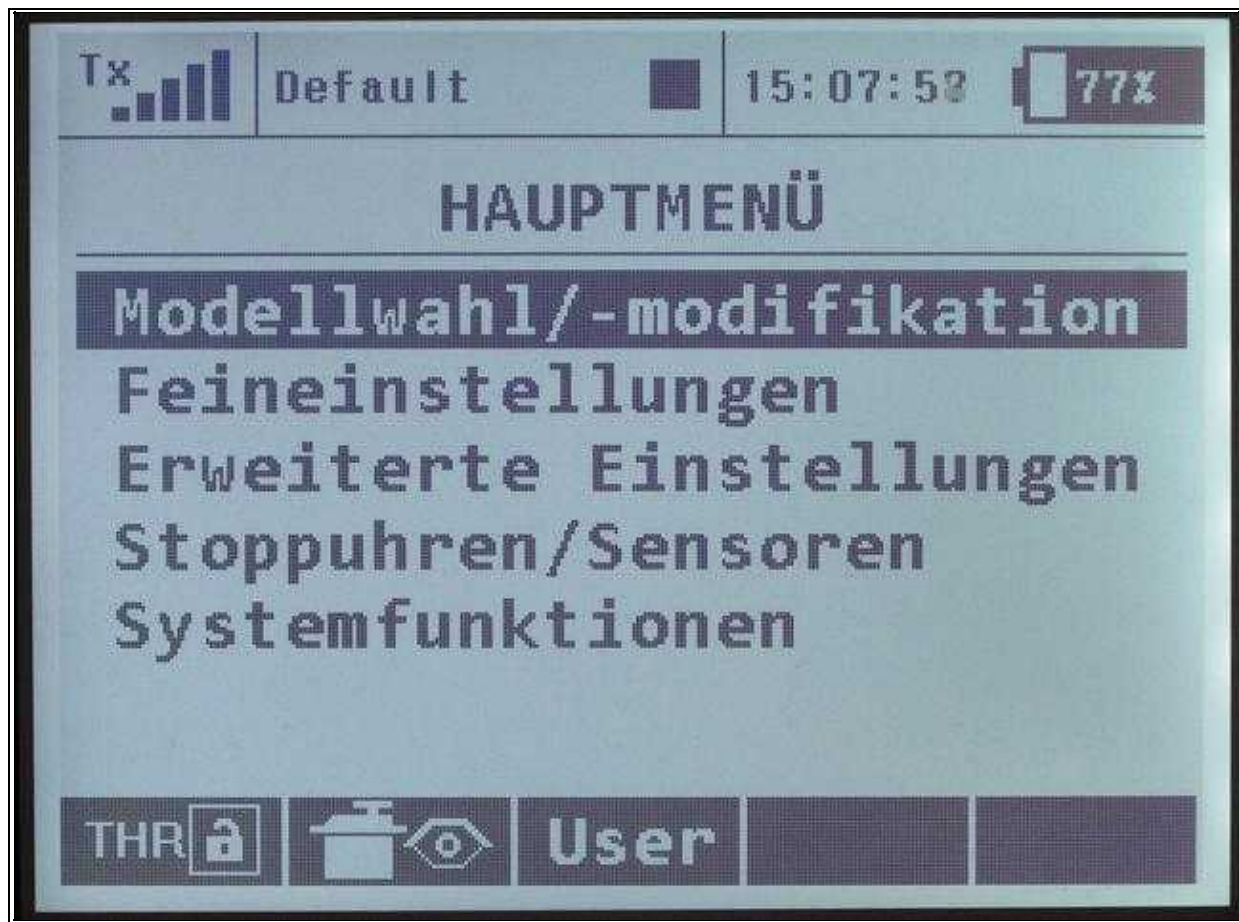 Tx Default 15:07:5 77%
HAUPTMENÜ
Modellwahl/-modifikation
Feineinstellungen
Erweiterte Einstellungen
Stoppuhren/Sensoren
Systemfunktionen
THR User